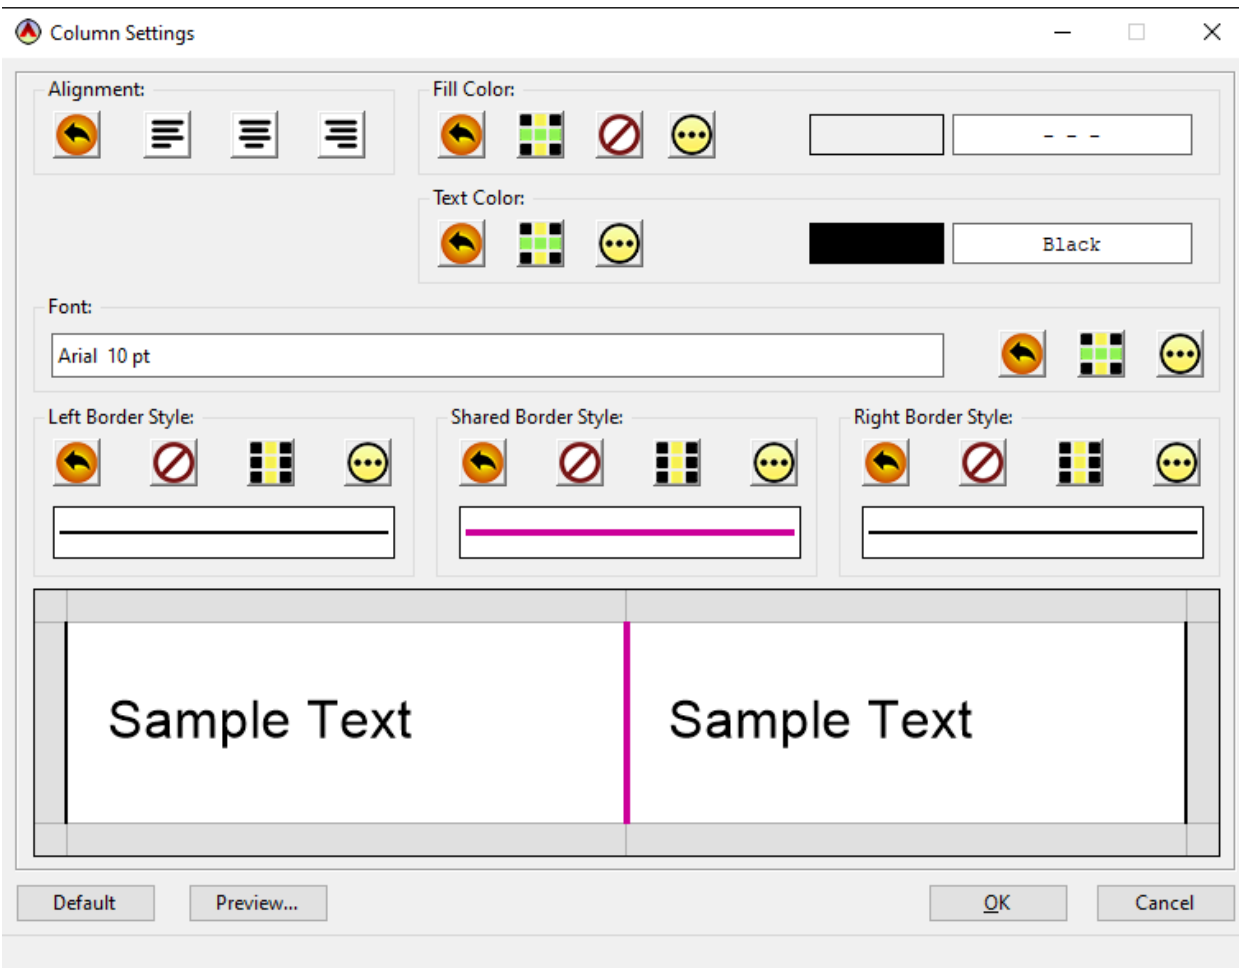 Column Settings
Alignment:
Fill Color:
- - -
Text Color:
Black
Font:
Arial  10 pt
Left Border Style:
Shared Border Style:
Right Border Style:
Sample Text
Sample Text
Default
Preview...
OK
Cancel